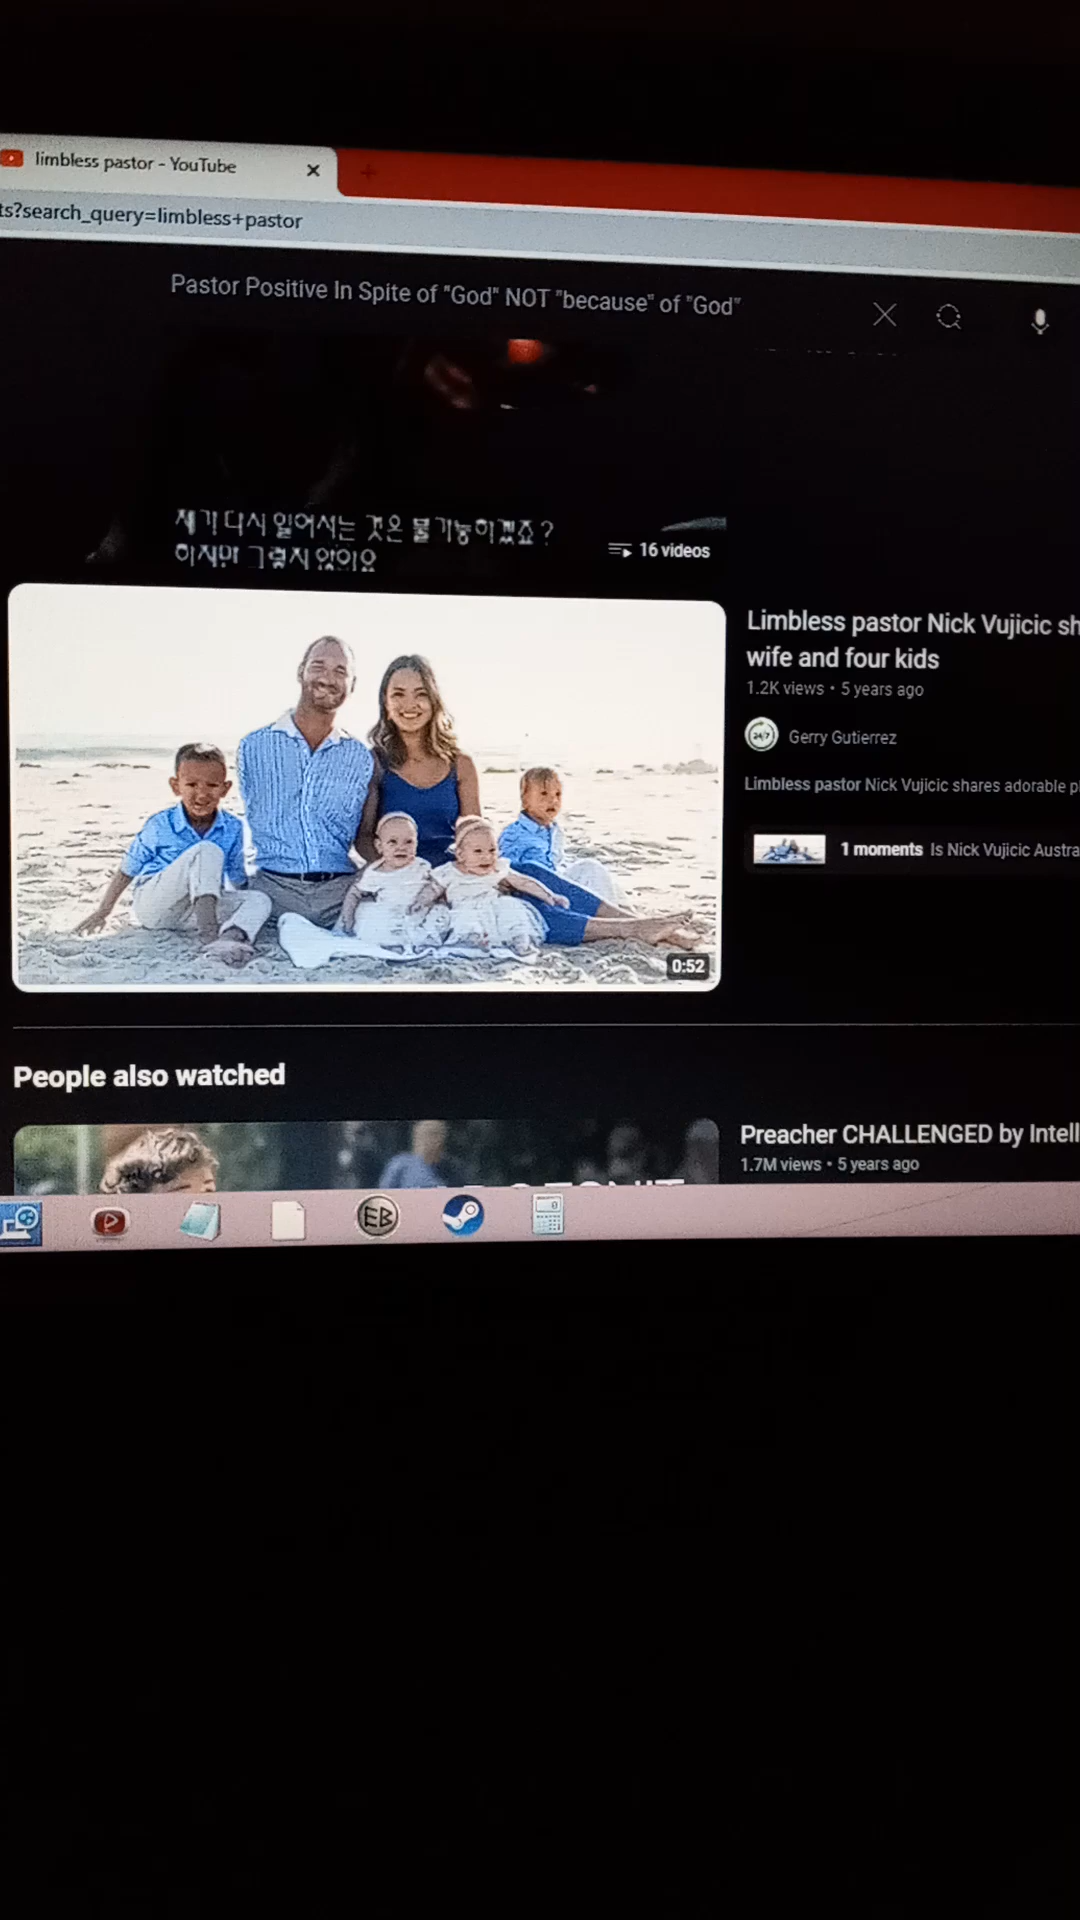 limbless pastor - YouTube
ts?search_query=limbless+pastor
Pastor Positive In Spite of "God" NOT "because" of "God"
제가 다시 일어서는 것은 불가능하겠죠?
하지만 그렇지 않아요
16 videos
Limbless pastor Nick Vujicic sh
wife and four kids
1.2K views • 5 years ago
24/7
Gerry Gutierrez
Limbless pastor Nick Vujicic shares adorable p
1 moments Is Nick Vujicic Austra
0:52
People also watched
Preacher CHALLENGED by Intell
1.7M views • 5 years ago
EB